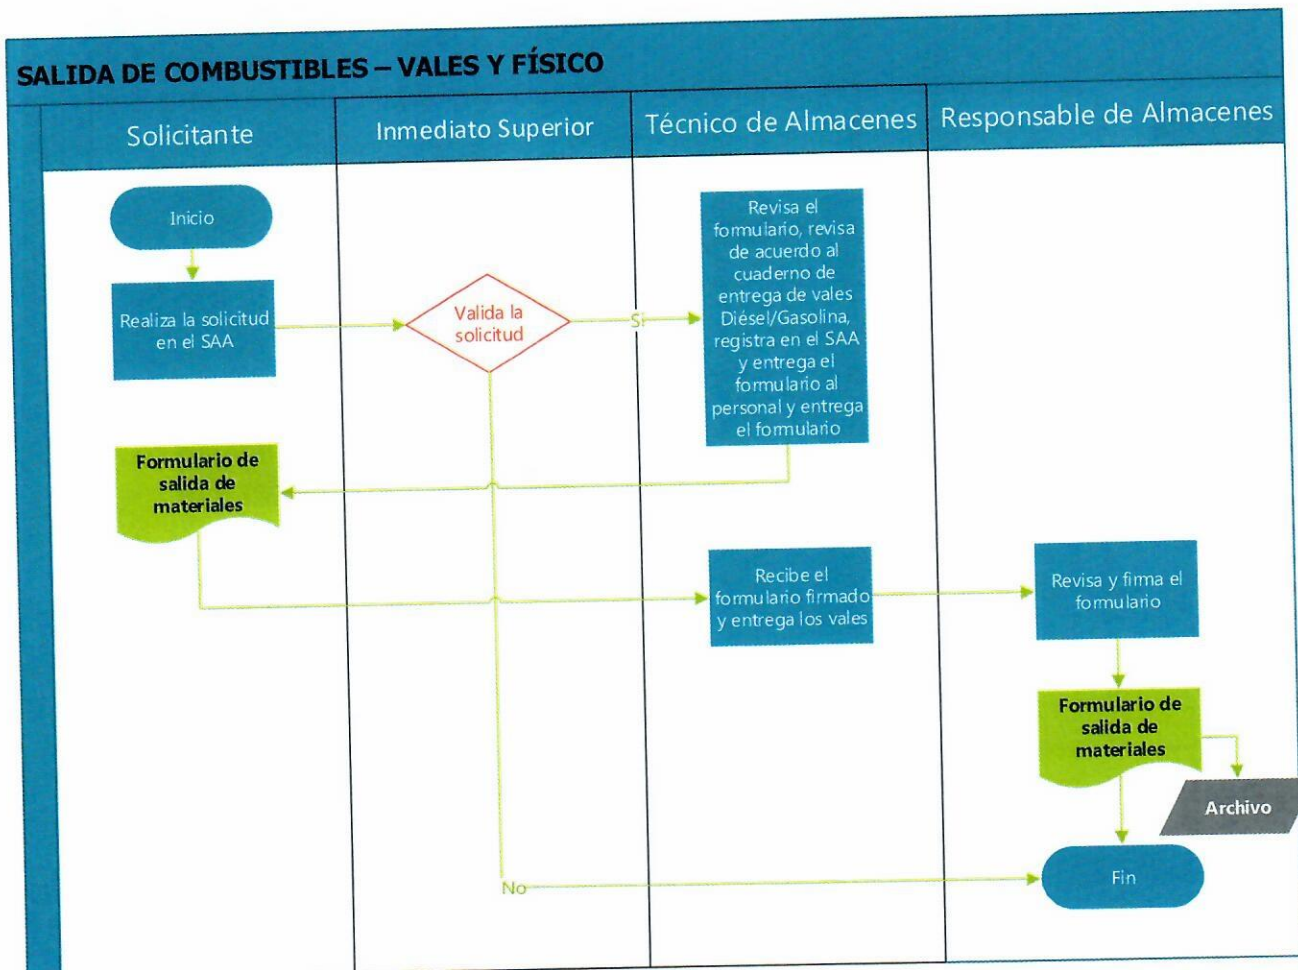 SALIDA DE COMBUSTIBLES – VALES Y FÍSICO
Solicitante
Inmediato Superior
Técnico de Almacenes
Responsable de Almacenes
Inicio
Realiza la solicitud
en el SAA
Valida la
solicitud
Si
Revisa el
formulario, revisa
de acuerdo al
cuaderno de
entrega de vales
Diésel/Gasolina,
registra en el SAA
y entrega el
formulario al
personal y entrega
el formulario
Formulario de
salida de
materiales
Recibe el
formulario firmado
y entrega los vales
Revisa y firma el
formulario
Formulario de
salida de
materiales
Archivo
No
Fin